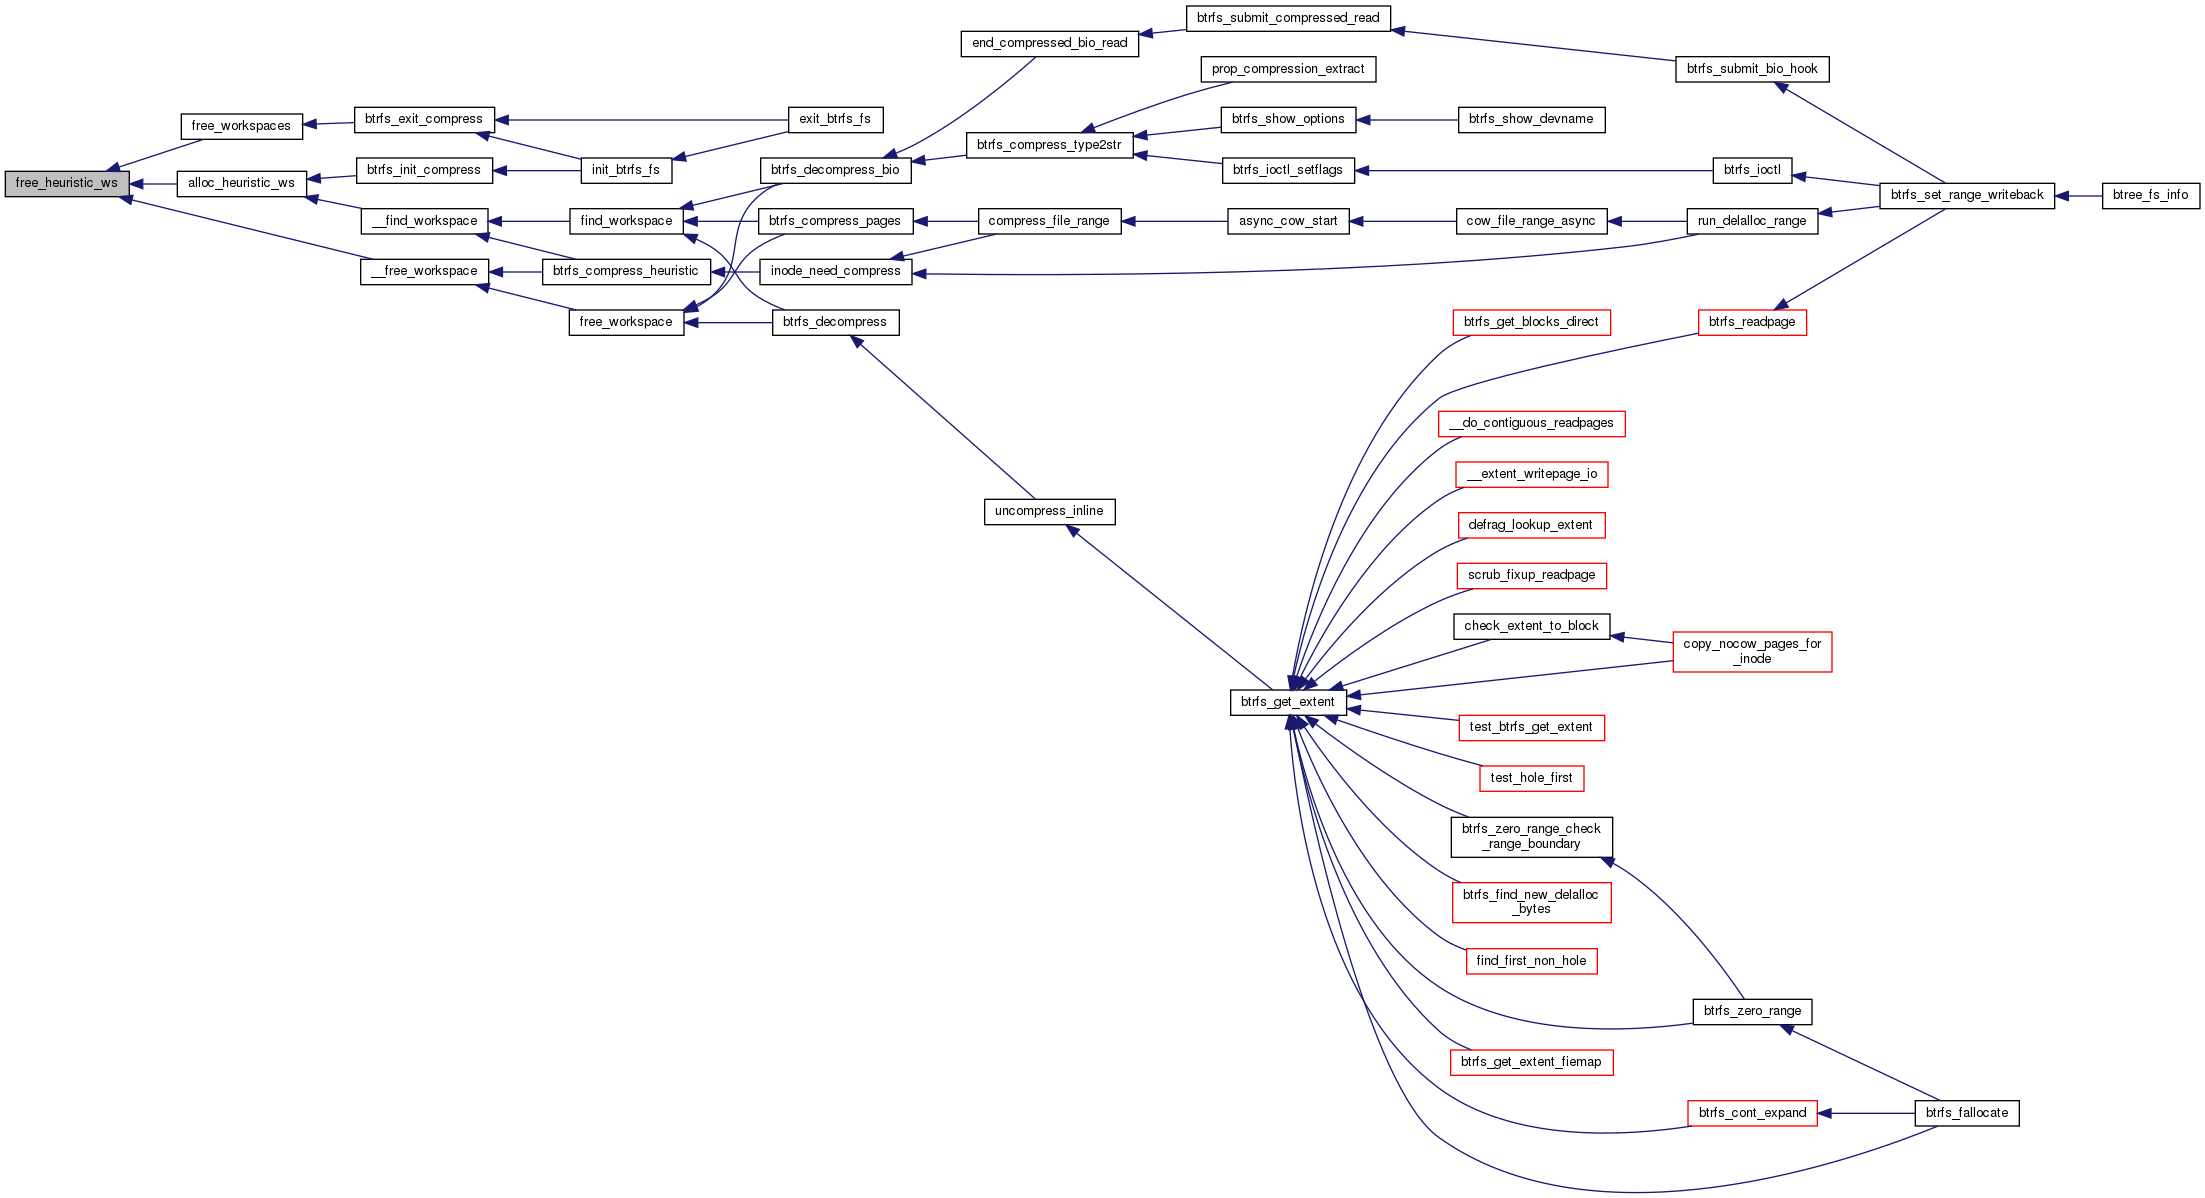 btrfs_submit_compressed_read
end_compressed_bio_read
prop_compression_extract
btrfs_submit_bio_hook
free_workspaces
btrfs_exit_compress
exit_btrfs_fs
btrfs_show_options
btrfs_show_devname
btrfs_compress_type2str
free_heuristic_ws
alloc_heuristic_ws
btrfs_init_compress
init_btrfs_fs
btrfs_decompress_bio
btrfs_ioctl_setflags
btrfs_ioctl
btrfs_set_range_writeback
btree_fs_info
__find_workspace
find_workspace
btrfs_compress_pages
compress_file_range
async_cow_start
cow_file_range_async
run_delalloc_range
__free_workspace
btrfs_compress_heuristic
inode_need_compress
free_workspace
btrfs_decompress
btrfs_get_blocks_direct
btrfs_readpage
__do_contiguous_readpages
__extent_writepage_io
uncompress_inline
defrag_lookup_extent
scrub_fixup_readpage
check_extent_to_block
copy_nocow_pages_for
_inode
btrfs_get_extent
test_btrfs_get_extent
test_hole_first
btrfs_zero_range_check
_range_boundary
btrfs_find_new_delalloc
_bytes
find_first_non_hole
btrfs_zero_range
btrfs_get_extent_fiemap
btrfs_cont_expand
btrfs_fallocate